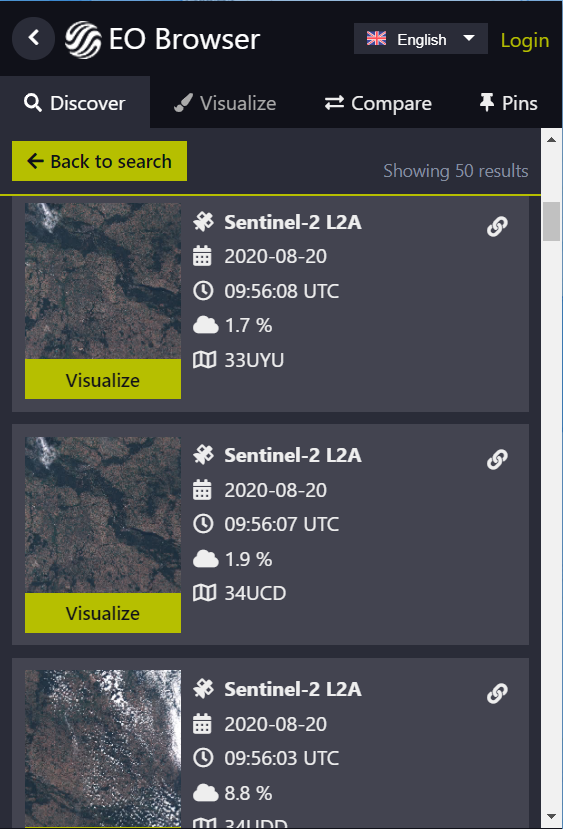 EO Browser
English
Login
Discover
Visualize
Compare
Pins
Back to search
Showing 50 results
Sentinel-2 L2A
2020-08-20
09:56:08 UTC
1.7 %
33UYU
Visualize
Sentinel-2 L2A
2020-08-20
09:56:07 UTC
1.9 %
34UCD
Visualize
Sentinel-2 L2A
2020-08-20
09:56:03 UTC
8.8 %
34UDD